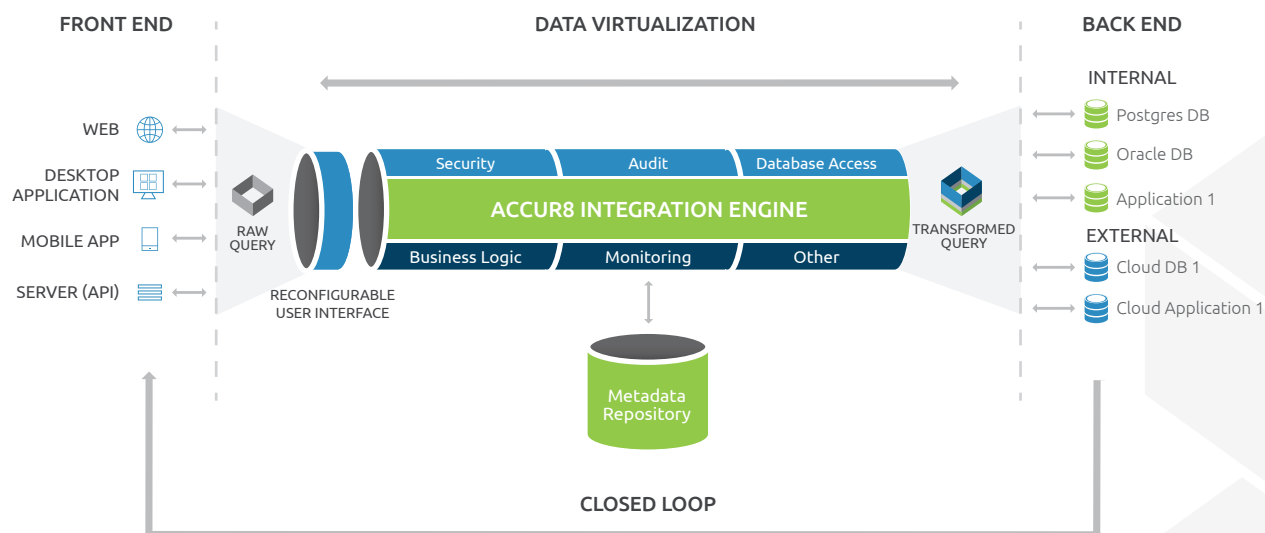 FRONT END
DATA VIRTUALIZATION
BACK END
WEB
DESKTOP
APPLICATION
MOBILE APP
SERVER (API)
RAW
QUERY
RECONFIGURABLE
USER INTERFACE
Security
Audit
Database Access
ACCUR8 INTEGRATION ENGINE
Business Logic
Monitoring
Other
Metadata
Repository
TRANSFORMED
QUERY
INTERNAL
Postgres DB
Oracle DB
Application 1
EXTERNAL
Cloud DB 1
Cloud Application 1
CLOSED LOOP